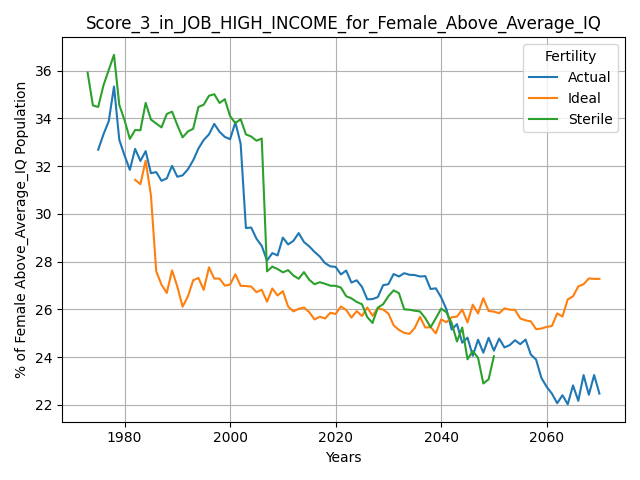 Score_3_in_JOB_HIGH_INCOME_for_Female_Above_Average_IQ
Fertility
Actual
Ideal
Sterile
% of Female Above_Average_IQ Population
36
34
32
30
28
26
24
22
1980
2000
2020
2040
2060
Years